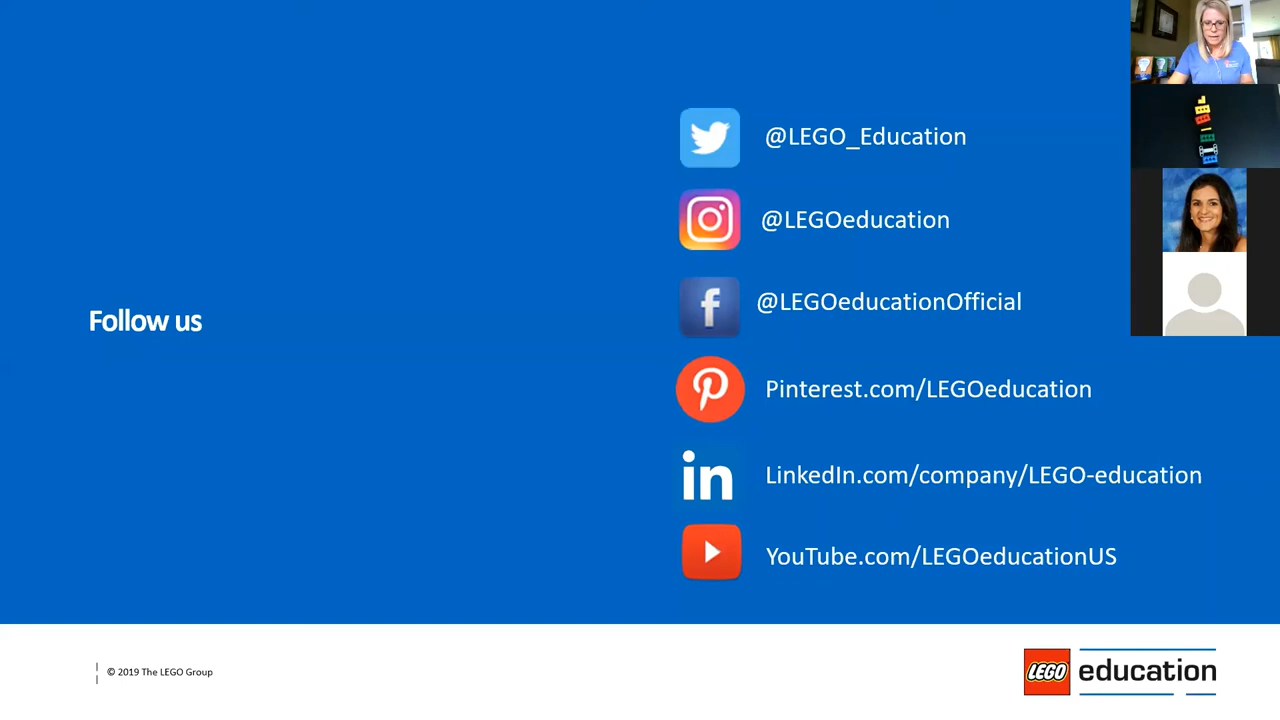 Follow us
@LEGO_Education
@LEGOeducation
@LEGOeducationOfficial
Pinterest.com/LEGOeducation
LinkedIn.com/company/LEGO-education
YouTube.com/LEGOeducationUS
© 2019 The LEGO Group
LEGO education